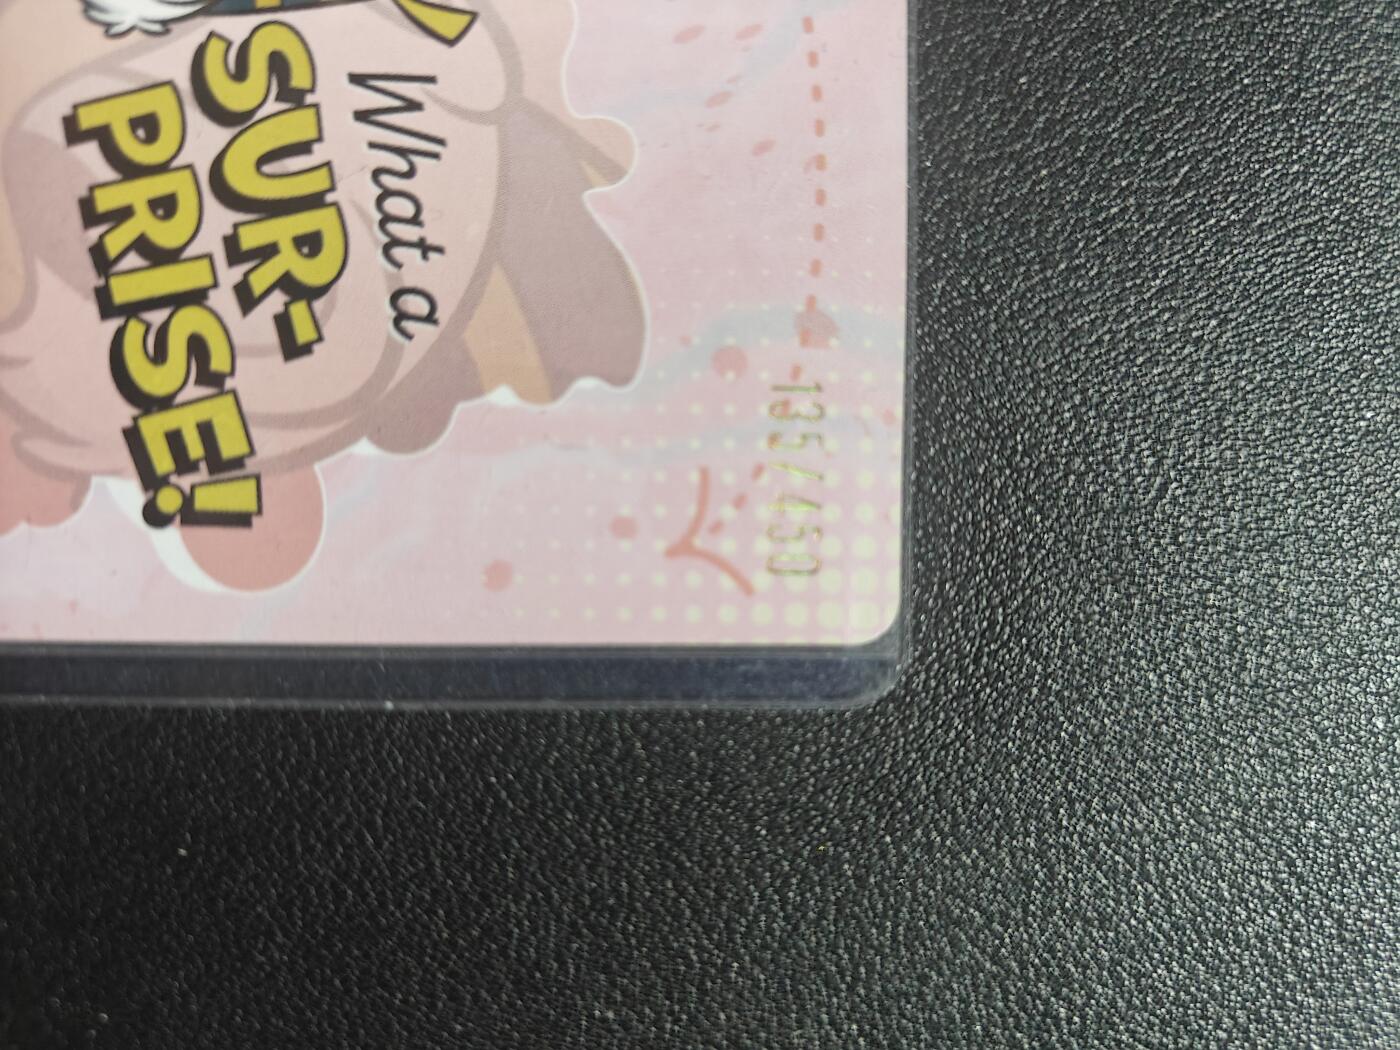 What a
SUR-
PRISE!
135/450